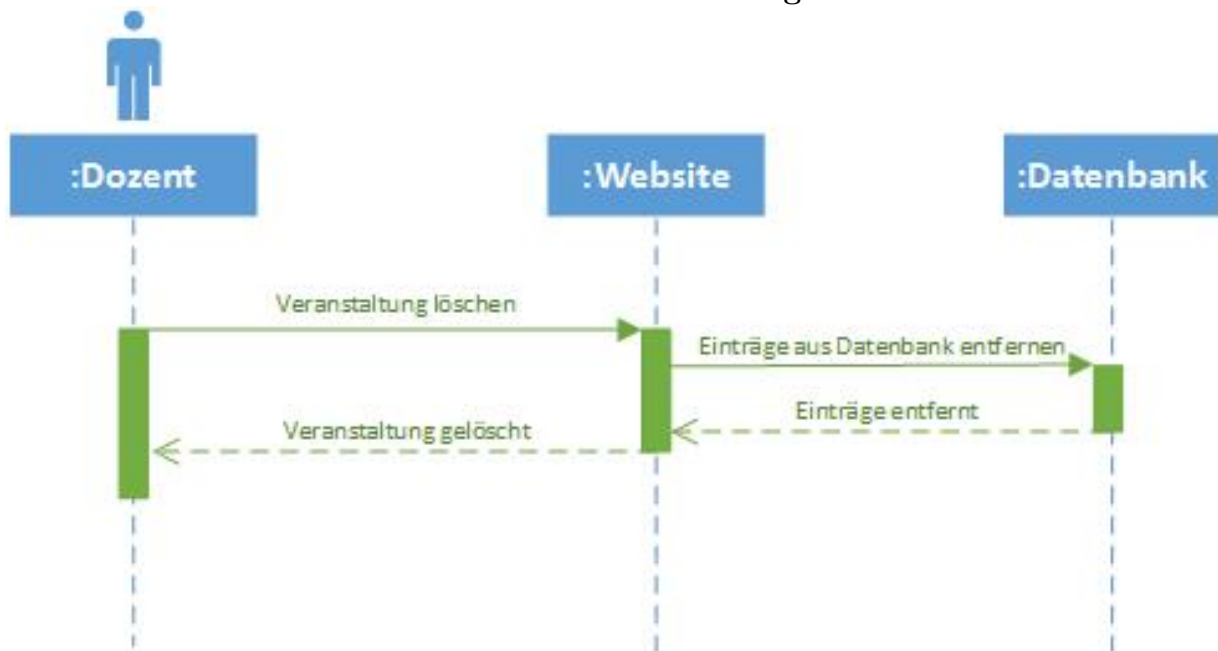 :Dozent
:Website
:Datenbank
Veranstaltung löschen
Einträge aus Datenbank entfernen
Einträge entfernt
Veranstaltung gelöscht